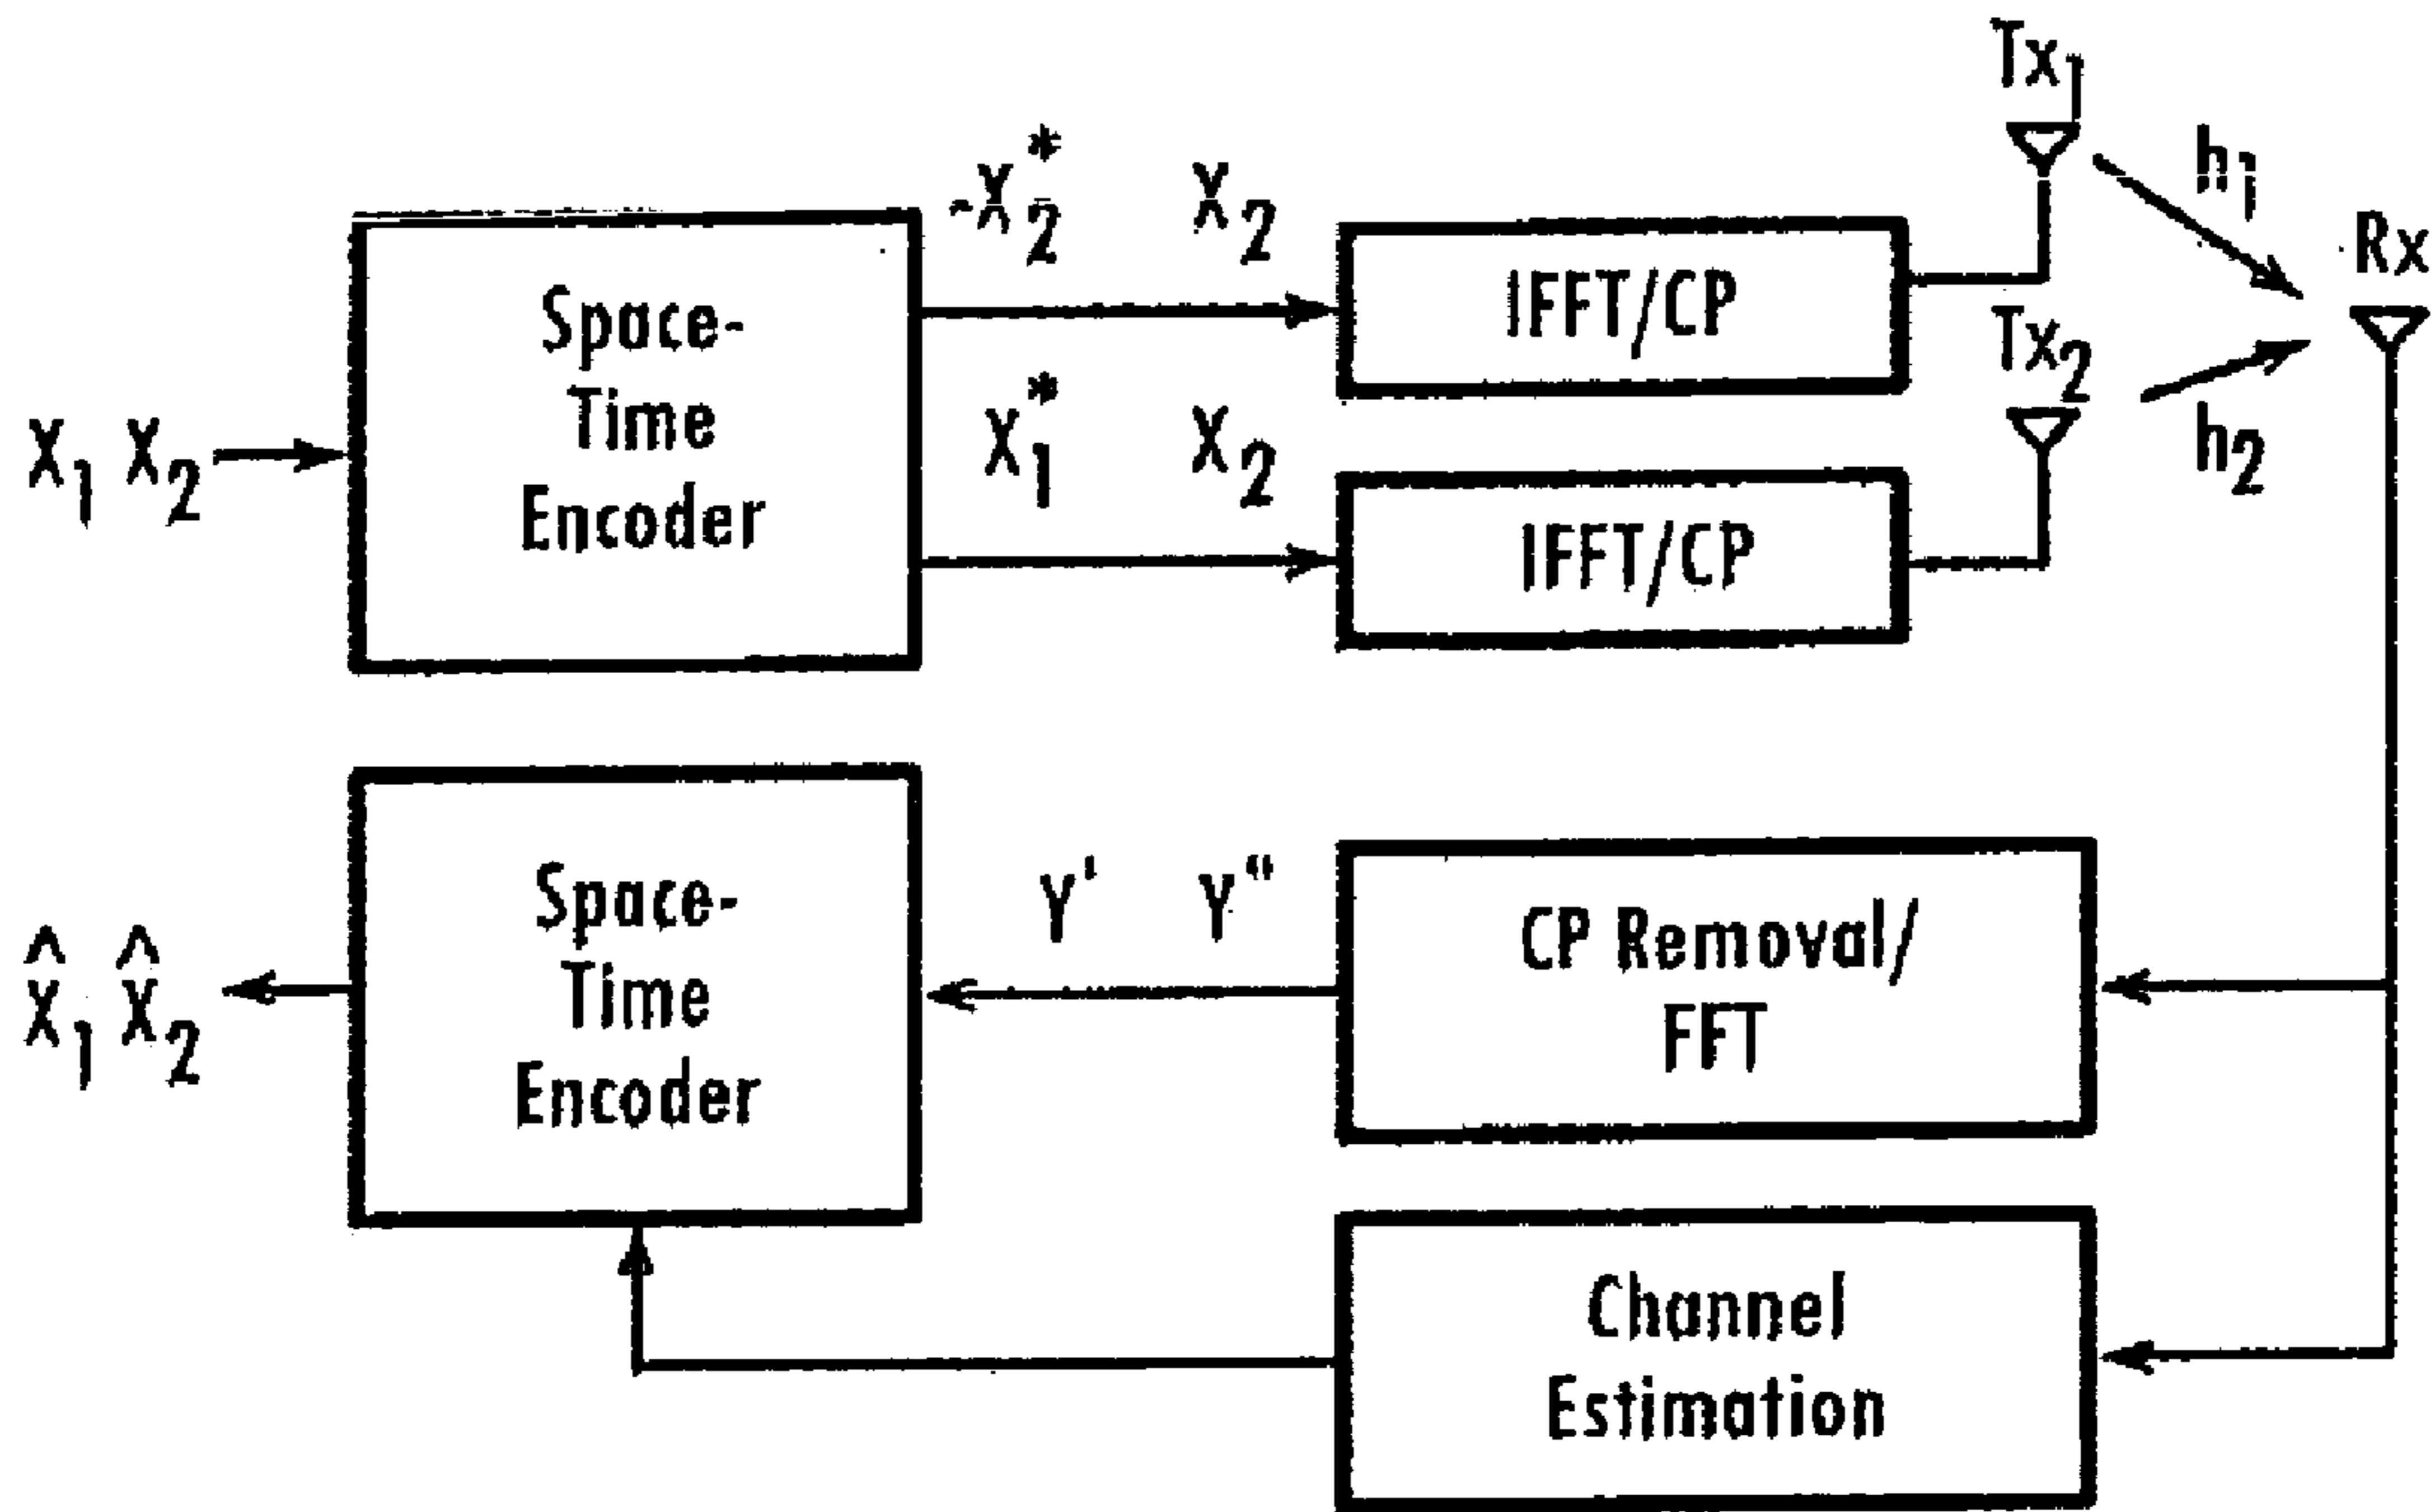 Tx1
-X2* X2
h1
Space-
Time
Encoder
IFFT/CP
Rx
Tx2
X1* X2
X1 X2
h2
IFFT/CP
Space-
Time
Encoder
Y' Y"
CP Removal/
FFT
X̂1 X̂2
Channel
Estimation